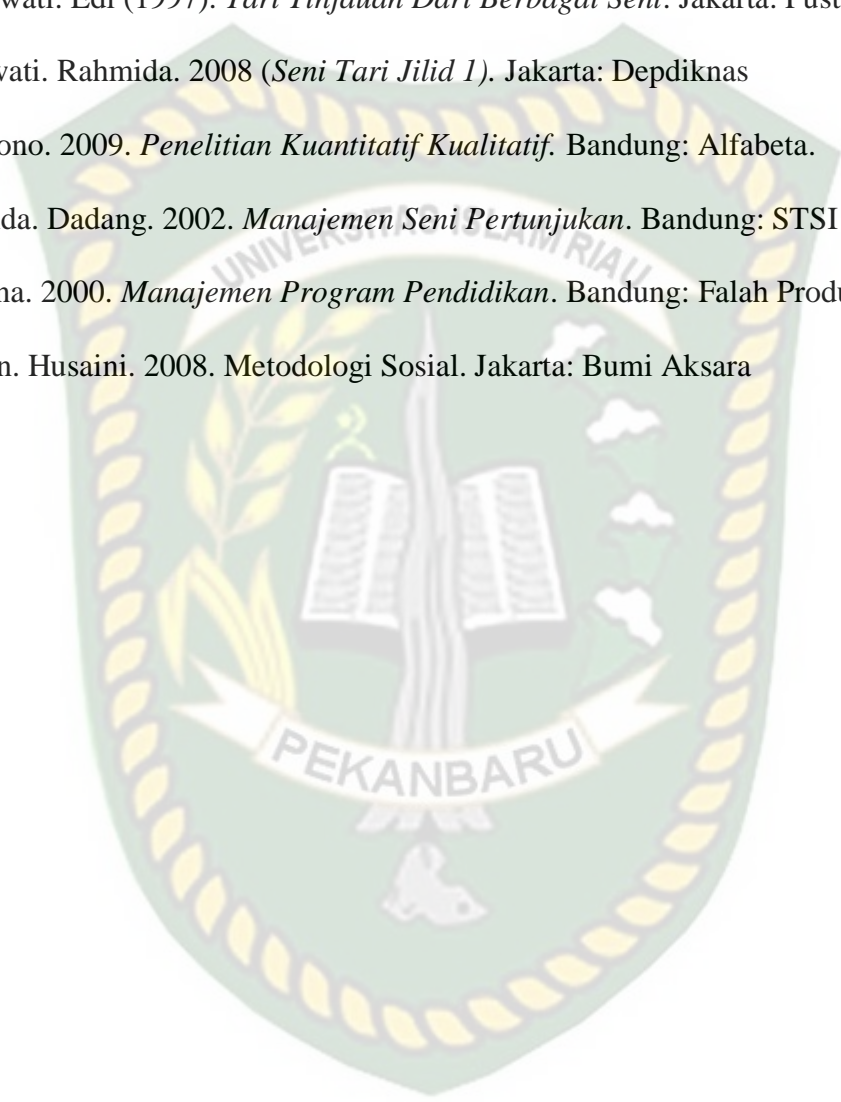 wati. Edi (1997). Tari Tinjauan Dari Berbagai Seni. Jakarta: Pust
vati. Rahmida. 2008 (Seni Tari Jilid 1). Jakarta: Depdiknas
ono. 2009. Penelitian Kuantitatif Kualitatif. Bandung: Alfabeta.
da. Dadang. 2002. Manajemen Seni Pertunjukan. Bandung: STSI
na. 2000. Manajemen Program Pendidikan. Bandung: Falah Produ
n. Husaini. 2008. Metodologi Sosial. Jakarta: Bumi Aksara
UNIVERSITAS ISLAM RIAU
PEKANBARU